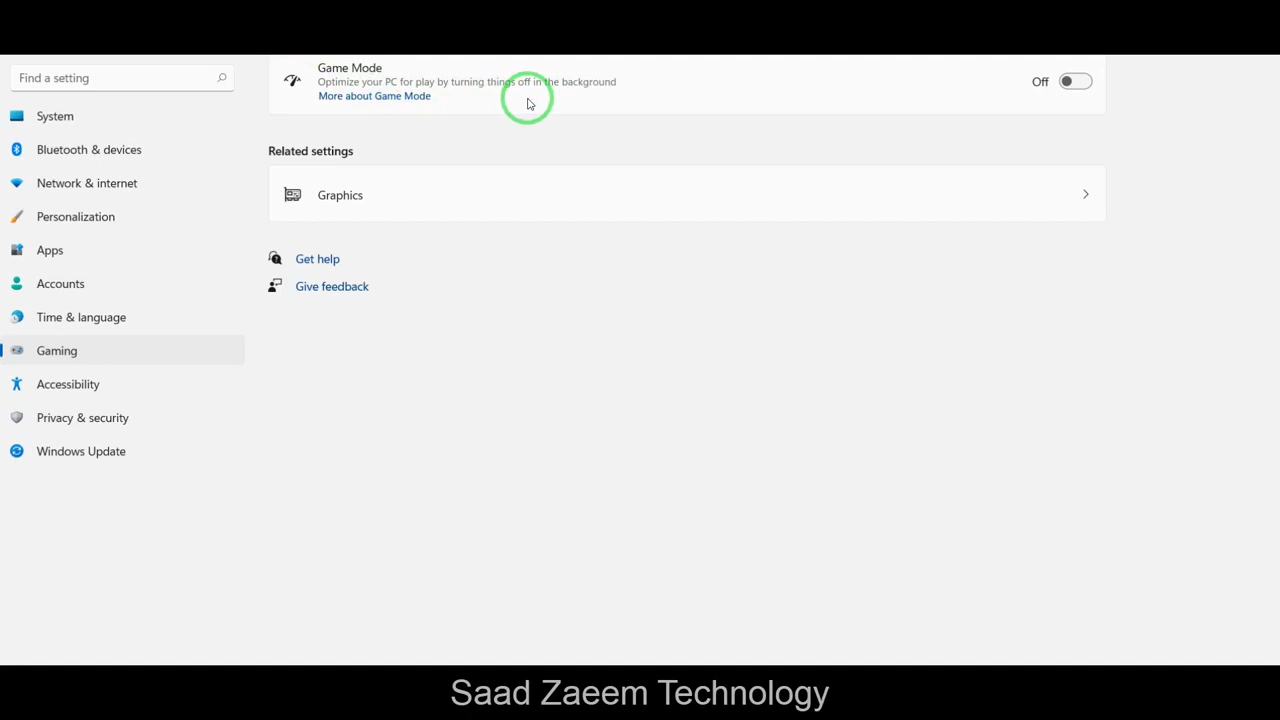 Find a setting
System
Bluetooth & devices
Network & internet
Personalization
Apps
Accounts
Time & language
Gaming
Accessibility
Privacy & security
Windows Update
Game Mode
Optimize your PC for play by turning things off in the background
More about Game Mode
Off
Related settings
Graphics
Get help
Give feedback
Saad Zaeem Technology